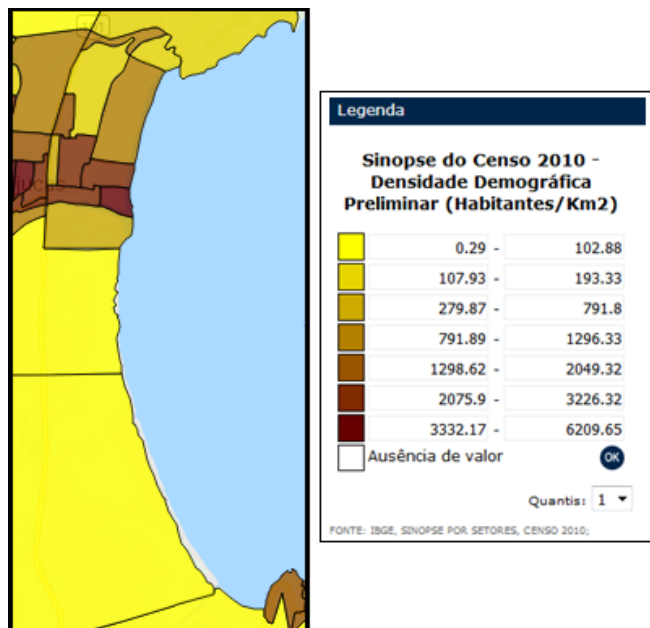 101
jucas
Legenda
Sinopse do Censo 2010 -
Densidade Demográfica
Preliminar (Habitantes/Km2)
0.29 - 102.88
107.93 - 193.33
279.87 - 791.8
791.89 - 1296.33
1298.62 - 2049.32
2075.9 - 3226.32
3332.17 - 6209.65
Ausência de valor OK
Quantis: 1
FONTE: IBGE, SINOPSE POR SETORES, CENSO 2010;